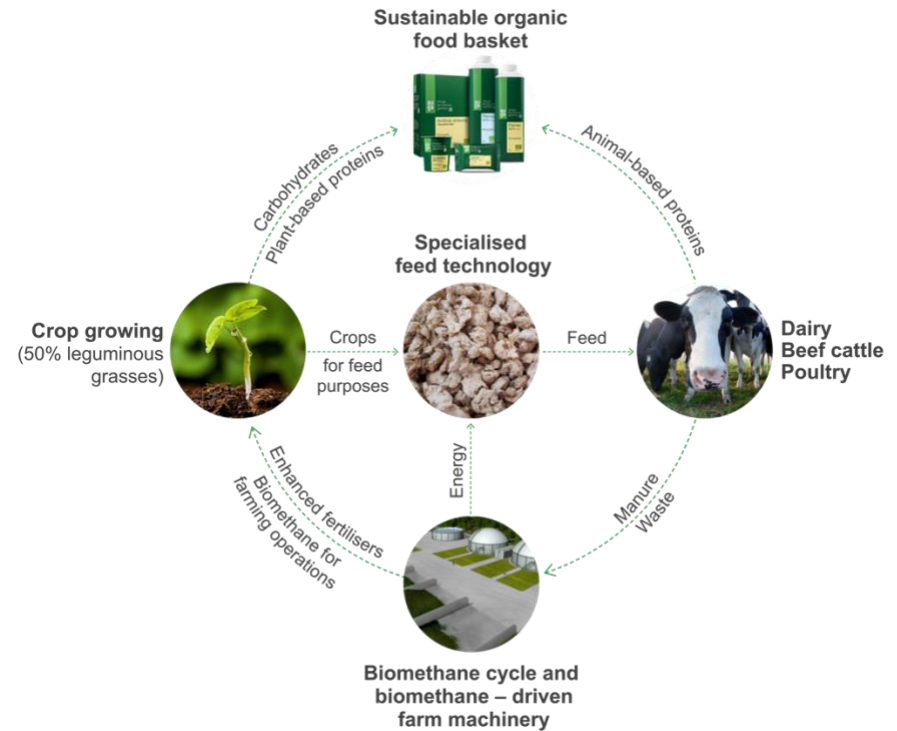 Sustainable organic
food basket
Carbohydrates
Plant-based proteins
Animal-based proteins
Specialised
feed technology
Crop growing
(50% leguminous
grasses)
Crops
for feed
purposes
Feed
Dairy
Beef cattle
Poultry
Energy
Enhanced fertilisers
Biomethane for
farming operations
Manure
Waste
Biomethane cycle and
biomethane – driven
farm machinery